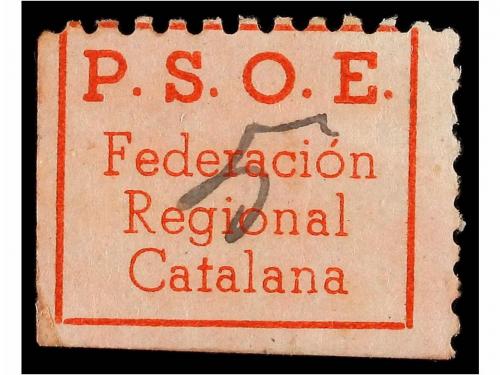 P. S. O. E.
Federación
5
Regional
Catalana